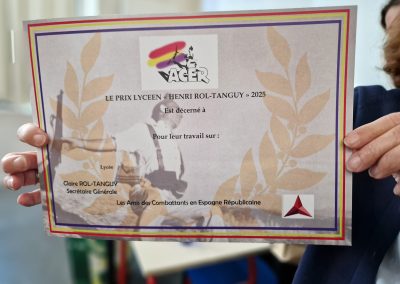 ACER
LE PRIX LYCEEN « HENRI ROL-TANGUY » 2025
Est décerné à
Pour leur travail sur :
Lycée
Claire ROL-TANGUY
Secrétaire Générale
Les Amis des Combattants en Espagne Républicaine